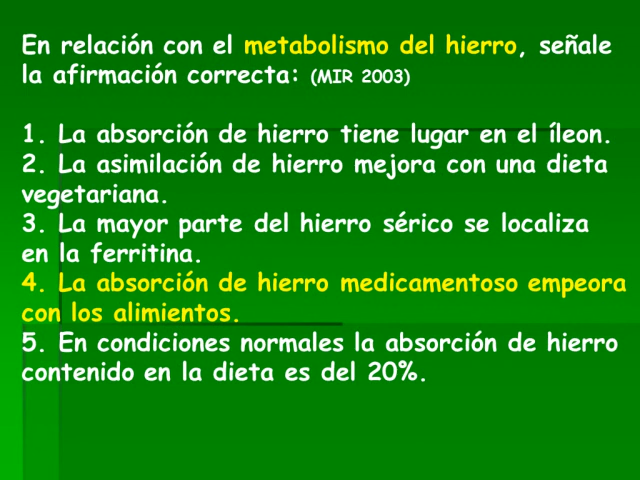 En relación con el metabolismo del hierro, señale
la afirmación correcta: (MIR 2003)
1. La absorción de hierro tiene lugar en el íleon.
2. La asimilación de hierro mejora con una dieta
vegetariana.
3. La mayor parte del hierro sérico se localiza
en la ferritina.
4. La absorción de hierro medicamentoso empeora
con los alimientos.
5. En condiciones normales la absorción de hierro
contenido en la dieta es del 20%.